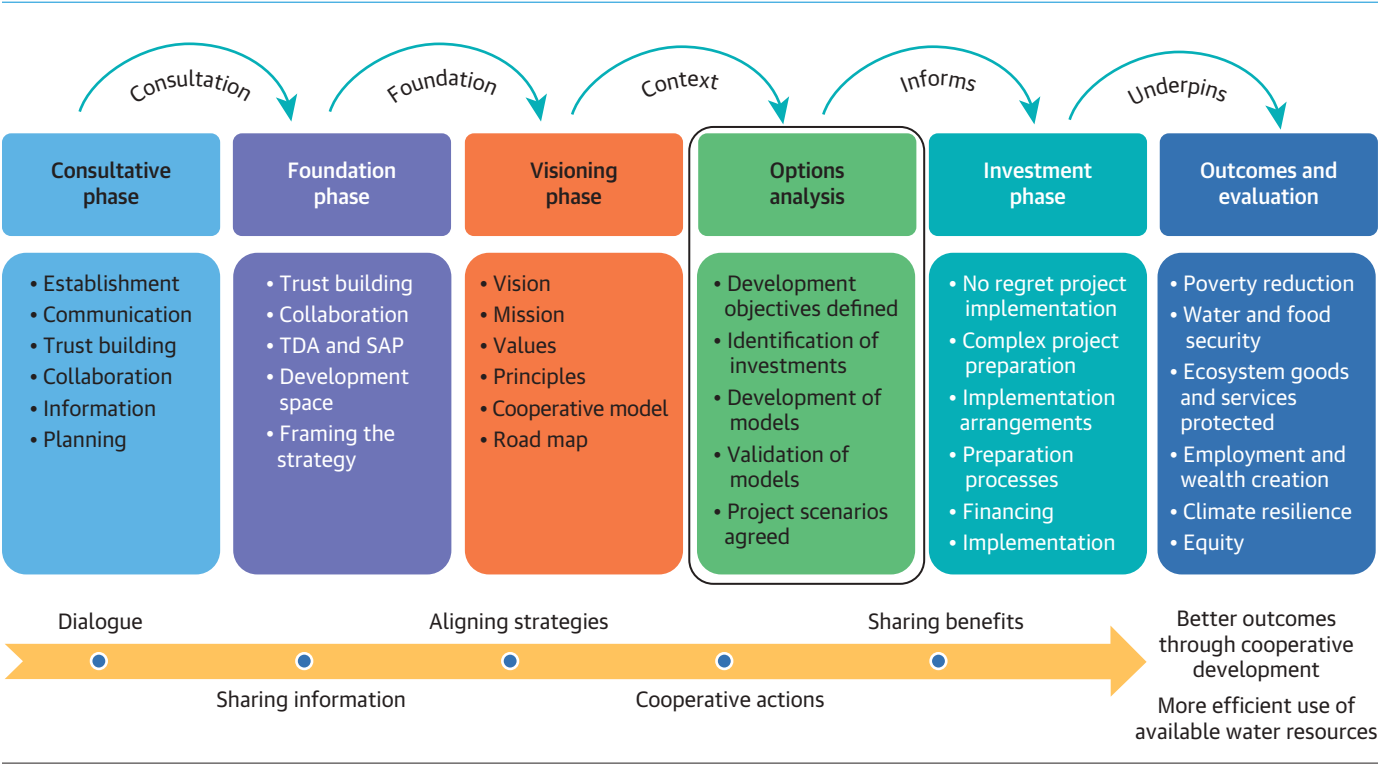 Consultation
Foundation
Context
Informs
Underpins
Consultative
phase
Foundation
phase
Visioning
phase
Options
analysis
Investment
phase
Outcomes and
evaluation
• Establishment
• Communication
• Trust building
• Collaboration
• Information
• Planning
• Trust building
• Collaboration
• TDA and SAP
• Development
space
• Framing the
strategy
• Vision
• Mission
• Values
• Principles
• Cooperative model
• Road map
• Development
objectives defined
• Identification of
investments
• Development of
models
• Validation of
models
• Project scenarios
agreed
• No regret project
implementation
• Complex project
preparation
• Implementation
arrangements
• Preparation
processes
• Financing
• Implementation
• Poverty reduction
• Water and food
security
• Ecosystem goods
and services
protected
• Employment and
wealth creation
• Climate resilience
• Equity
Dialogue
Sharing information
Aligning strategies
Cooperative actions
Sharing benefits
Better outcomes
through cooperative
development
More efficient use of
available water resources